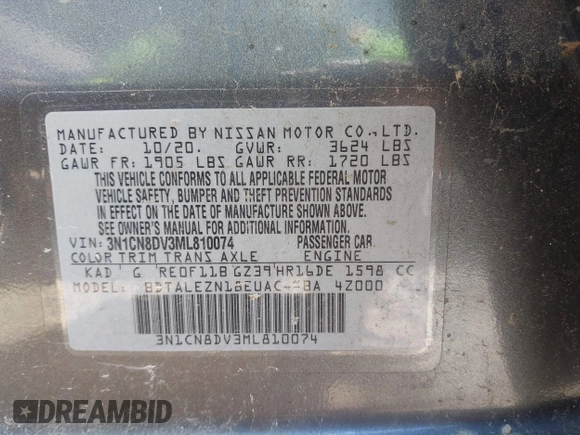 MANUFACTURED BY NISSAN MOTOR CO.,LTD.
DATE: 10/20. GVWR: 3624 LBS
GAWR FR: 1905 LBS GAWR RR: 1720 LBS
THIS VEHICLE CONFORMS TO ALL APPLICABLE FEDERAL MOTOR
VEHICLE SAFETY, BUMPER AND THEFT PREVENTION STANDARDS
IN EFFECT ON THE DATE OF MANUFACTURE SHOWN ABOVE.
SEE OWNER'S MANUAL FOR ADDITIONAL INFORMATION.
VIN: 3N1CN8DV3ML810074 PASSENGER CAR
COLOR TRIM TRANS AXLE ENGINE
KAD G RE0F11B GZ39 HR16DE 1598 CC
MODEL: 4Z000
3N1CN8DV3ML810074
DREAMBID